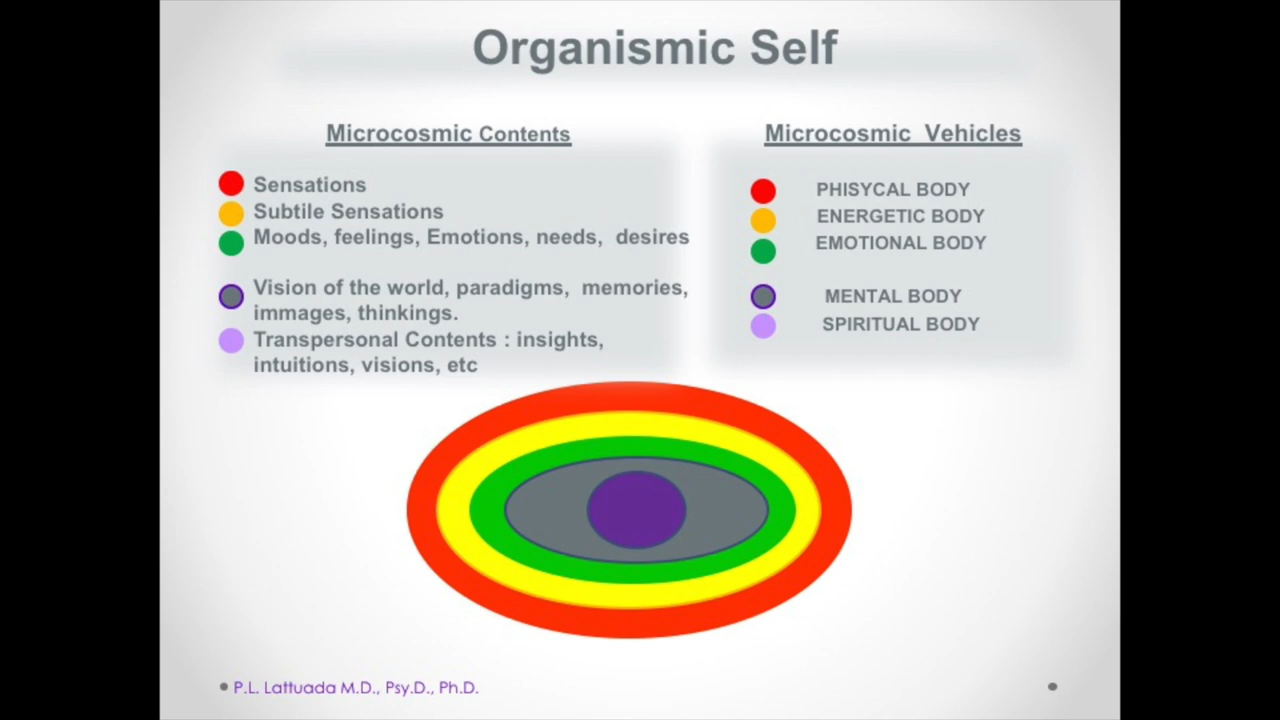 Organismic Self
Microcosmic Contents
Sensations
Subtile Sensations
Moods, feelings, Emotions, needs, desires
Vision of the world, paradigms, memories,
immages, thinkings.
Transpersonal Contents : insights,
intuitions, visions, etc
Microcosmic Vehicles
PHISYCAL BODY
ENERGETIC BODY
EMOTIONAL BODY
MENTAL BODY
SPIRITUAL BODY
P.L. Lattuada M.D., Psy.D., Ph.D.